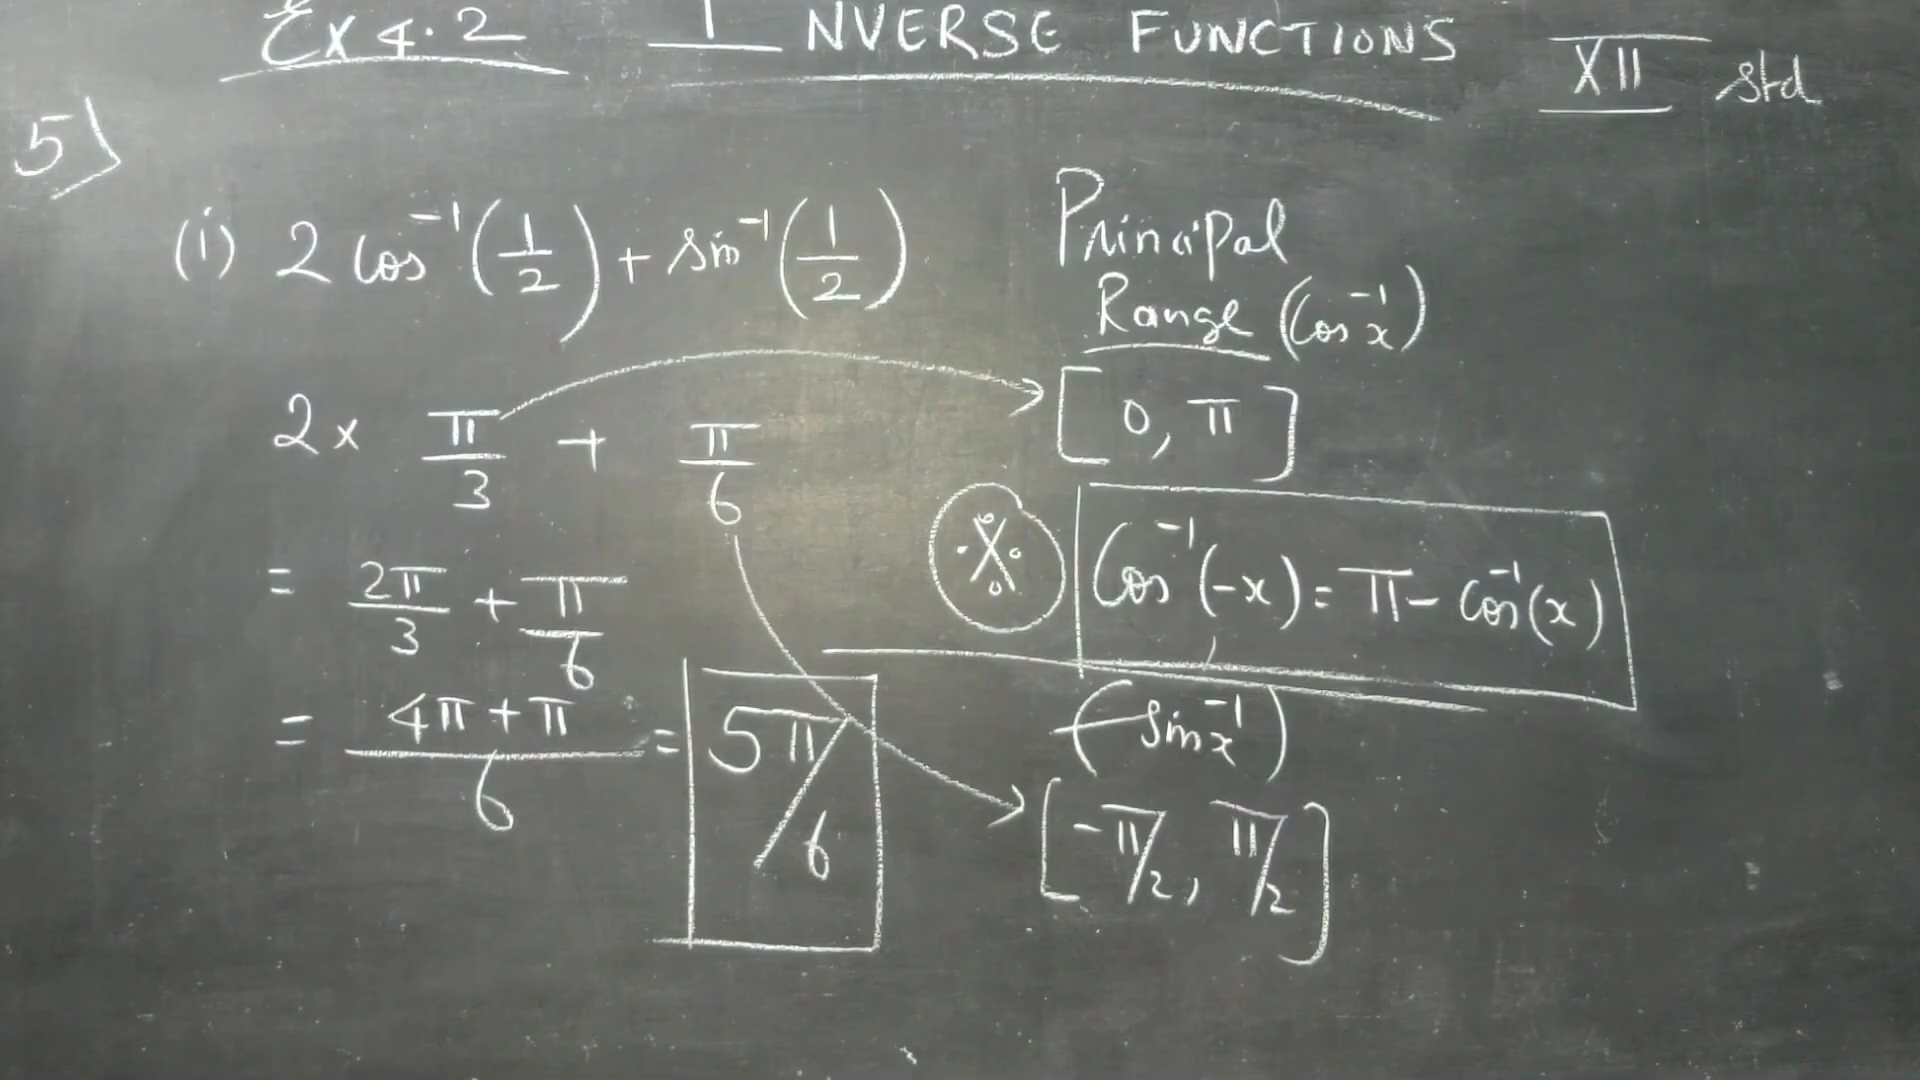 Ex 4.2 INVERSE FUNCTIONS XII std
5)
(i) 2 cos⁻¹(1/2) + sin⁻¹(1/2)
2 × π/3 + π/6
= 2π/3 + π/6
= (4π + π)/6 = 5π/6
Principal
Range (cos⁻¹x)
[0, π]
Cos⁻¹(-x) = π - cos⁻¹(x)
(sin⁻¹x)
[-π/2, π/2]